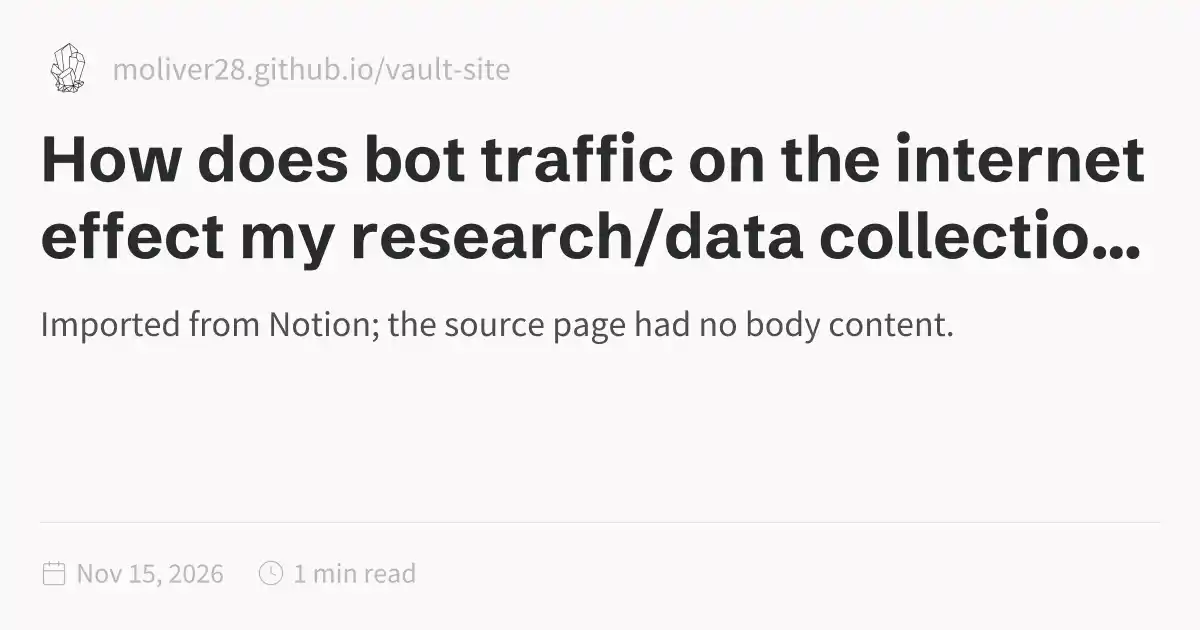 moliver28.github.io/vault-site
How does bot traffic on the internet
effect my research/data collectio...
Imported from Notion; the source page had no body content.
Nov 15, 2026 1 min read